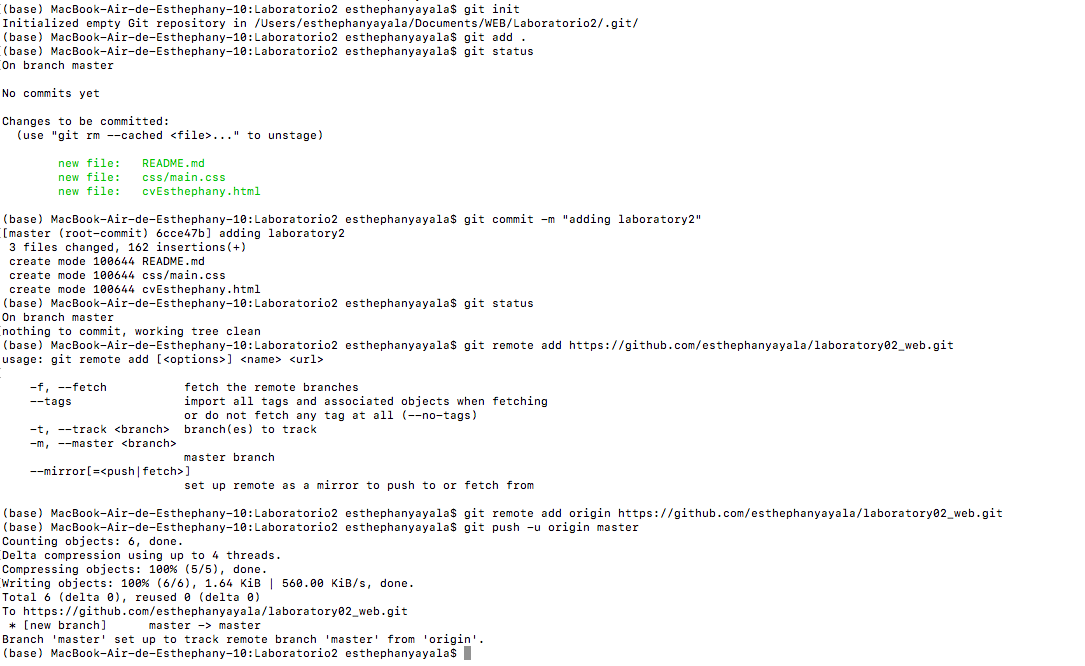 (base) MacBook-Air-de-Esthephany-10:Laboratorio2 esthephanyayala$ git init
Initialized empty Git repository in /Users/esthephanyayala/Documents/WEB/Laboratorio2/.git/
(base) MacBook-Air-de-Esthephany-10:Laboratorio2 esthephanyayala$ git add .
(base) MacBook-Air-de-Esthephany-10:Laboratorio2 esthephanyayala$ git status
On branch master
No commits yet
Changes to be committed:
(use "git rm --cached <file>..." to unstage)
new file:   README.md
new file:   css/main.css
new file:   cvEsthephany.html
(base) MacBook-Air-de-Esthephany-10:Laboratorio2 esthephanyayala$ git commit -m "adding laboratory2"
[master (root-commit) 6cce47b] adding laboratory2
3 files changed, 162 insertions(+)
create mode 100644 README.md
create mode 100644 css/main.css
create mode 100644 cvEsthephany.html
(base) MacBook-Air-de-Esthephany-10:Laboratorio2 esthephanyayala$ git status
On branch master
nothing to commit, working tree clean
(base) MacBook-Air-de-Esthephany-10:Laboratorio2 esthephanyayala$ git remote add https://github.com/esthephanyayala/laboratory02_web.git
usage: git remote add [<options>] <name> <url>
-f, --fetch           fetch the remote branches
--tags                import all tags and associated objects when fetching
or do not fetch any tag at all (--no-tags)
-t, --track <branch>  branch(es) to track
-m, --master <branch>
master branch
--mirror[=<push|fetch>]
set up remote as a mirror to push to or fetch from
(base) MacBook-Air-de-Esthephany-10:Laboratorio2 esthephanyayala$ git remote add origin https://github.com/esthephanyayala/laboratory02_web.git
(base) MacBook-Air-de-Esthephany-10:Laboratorio2 esthephanyayala$ git push -u origin master
Counting objects: 6, done.
Delta compression using up to 4 threads.
Compressing objects: 100% (5/5), done.
Writing objects: 100% (6/6), 1.64 KiB | 560.00 KiB/s, done.
Total 6 (delta 0), reused 0 (delta 0)
To https://github.com/esthephanyayala/laboratory02_web.git
* [new branch]      master -> master
Branch 'master' set up to track remote branch 'master' from 'origin'.
(base) MacBook-Air-de-Esthephany-10:Laboratorio2 esthephanyayala$